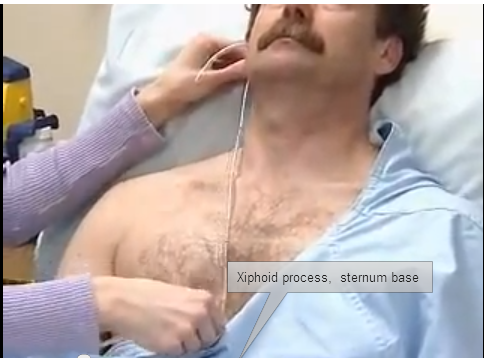 Xiphoid process, sternum base